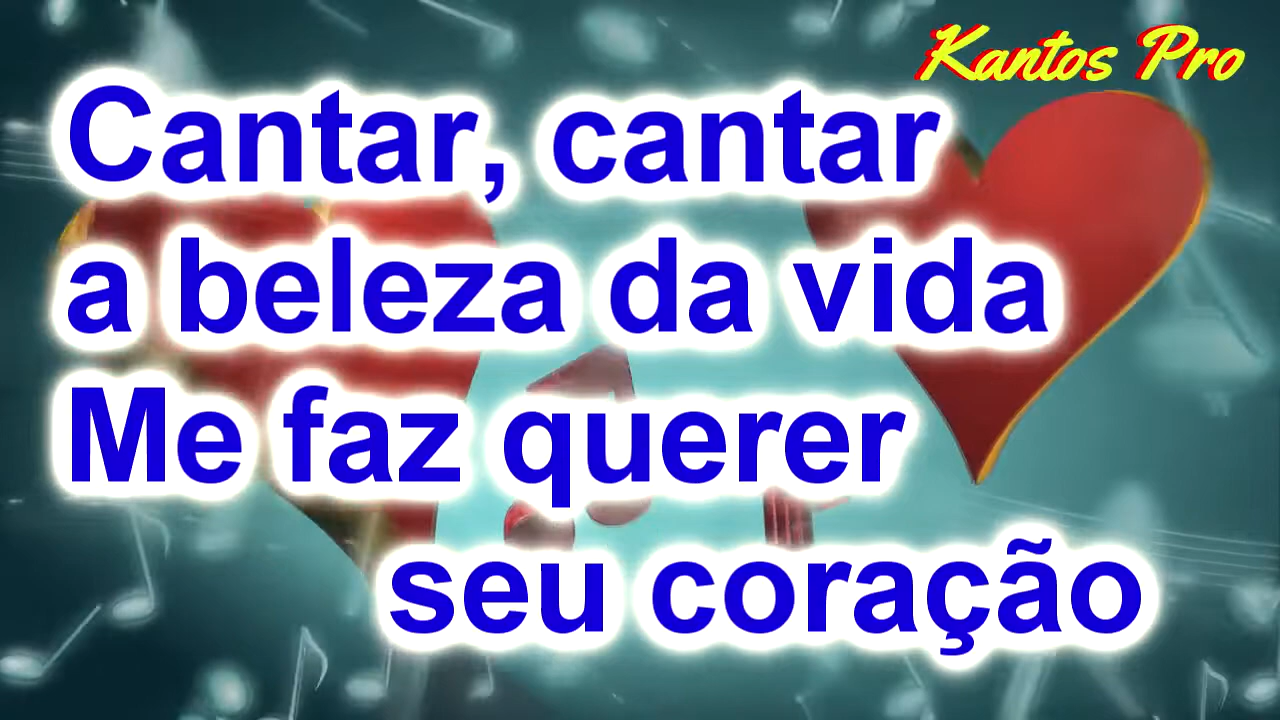 Kantos Pro
Cantar, cantar
a beleza da vida
Me faz querer
seu coração